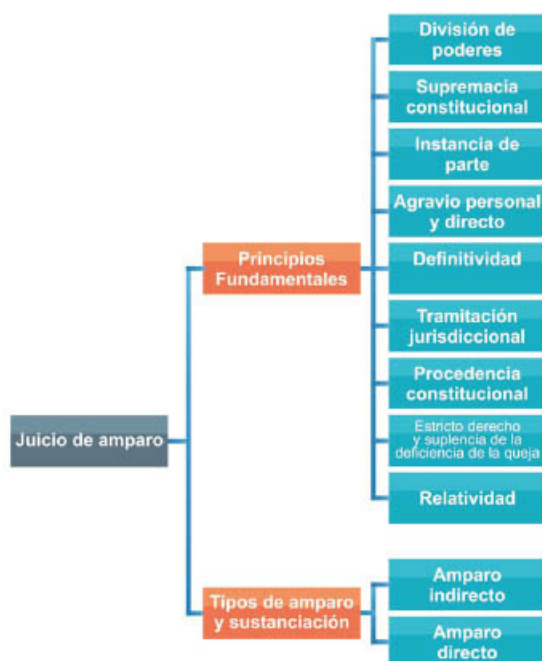 División de
poderes
Supremacía
constitucional
Instancia de
parte
Agravio personal
y directo
Principios
Fundamentales
Definitividad
Tramitación
jurisdiccional
Procedencia
constitucional
Juicio de amparo
Estricto derecho
y suplencia de la
deficiencia de la queja
Relatividad
Tipos de amparo
y sustanciación
Amparo
indirecto
Amparo
directo